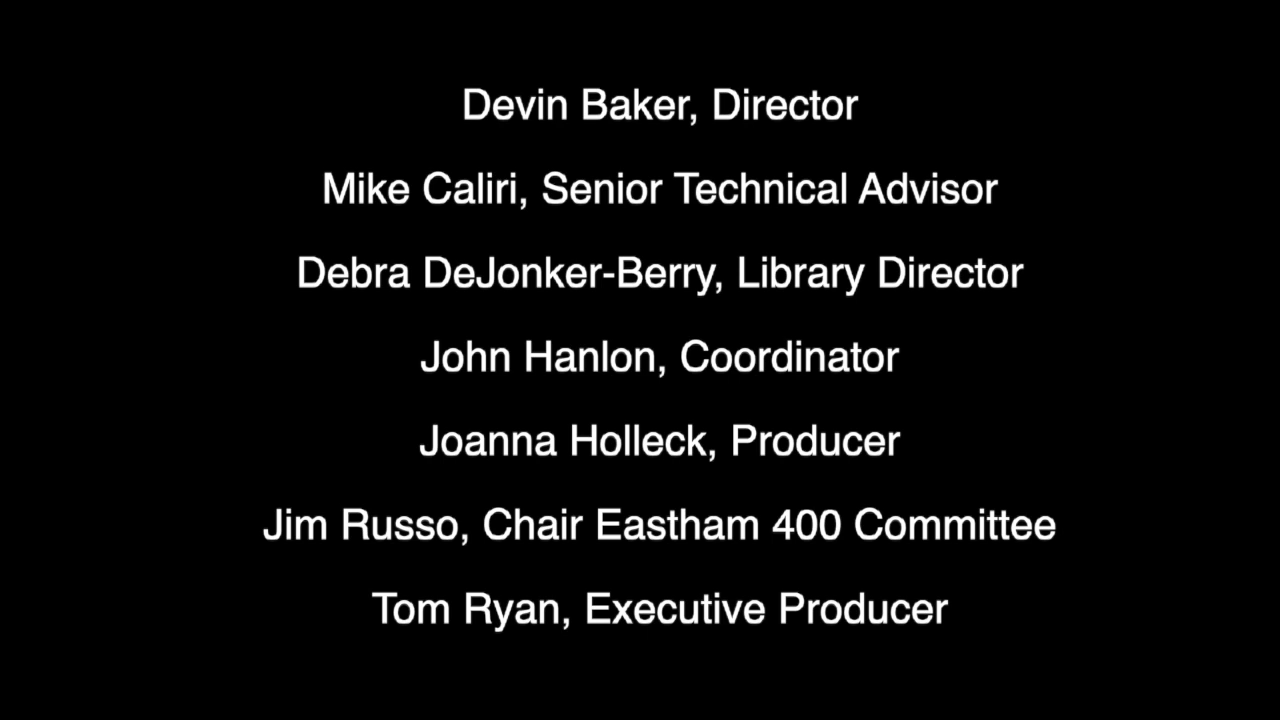 Devin Baker, Director
Mike Caliri, Senior Technical Advisor
Debra DeJonker-Berry, Library Director
John Hanlon, Coordinator
Joanna Holleck, Producer
Jim Russo, Chair Eastham 400 Committee
Tom Ryan, Executive Producer